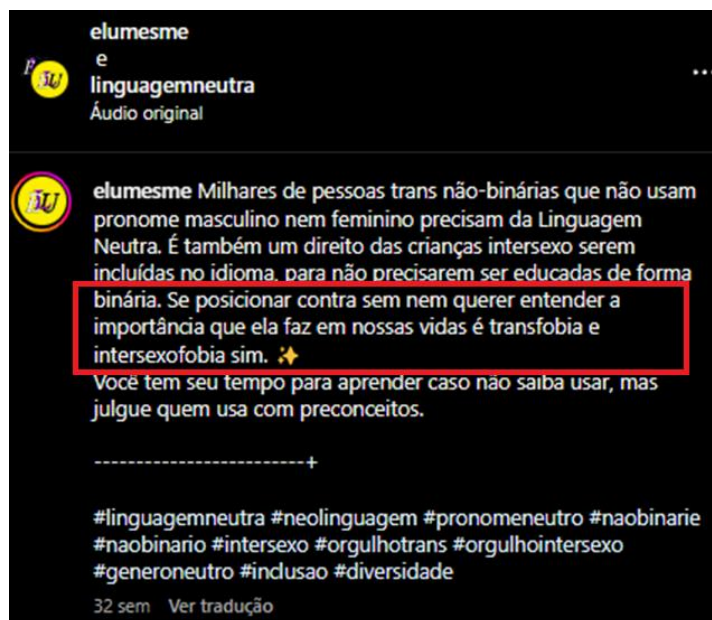 elumesme
e
linguagemneutra
Áudio original
elumesme Milhares de pessoas trans não-binárias que não usam
pronome masculino nem feminino precisam da Linguagem
Neutra. É também um direito das crianças intersexo serem
incluídas no idioma, para não precisarem ser educadas de forma
binária. Se posicionar contra sem nem querer entender a
importância que ela faz em nossas vidas é transfobia e
intersexofobia sim. ✨
Você tem seu tempo para aprender caso não saiba usar, mas
julgue quem usa com preconceitos.
-------------------------+
#linguagemneutra #neolinguagem #pronomeneutro #naobinarie
#naobinario #intersexo #orgulhotrans #orgulhointersexo
#generoneutro #inclusao #diversidade
32 sem Ver tradução